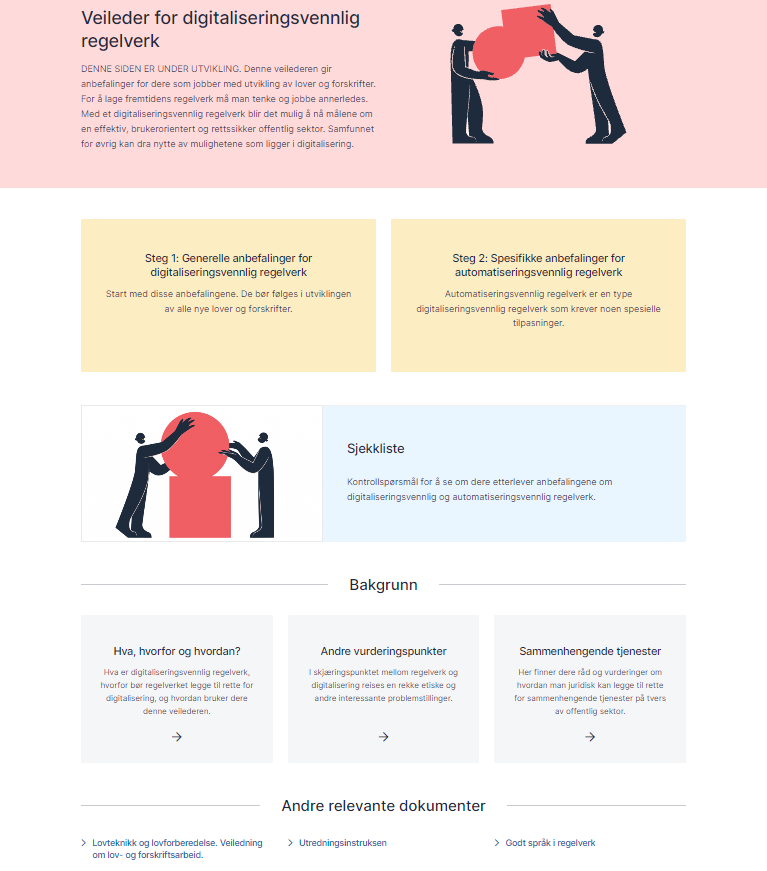 Veileder for digitaliseringsvennlig
regelverk
DENNE SIDEN ER UNDER UTVIKLING. Denne veilederen gir
anbefalinger for dere som jobber med utvikling av lover og forskrifter.
For å lage fremtidens regelverk må man tenke og jobbe annerledes.
Med et digitaliseringsvennlig regelverk blir det mulig å nå målene om
en effektiv, brukerorientert og rettssikker offentlig sektor. Samfunnet
for øvrig kan dra nytte av mulighetene som ligger i digitalisering.
Steg 1: Generelle anbefalinger for
digitaliseringsvennlig regelverk
Start med disse anbefalingene. De bør følges i utviklingen
av alle nye lover og forskrifter.
Steg 2: Spesifikke anbefalinger for
automatiseringsvennlig regelverk
Automatiseringsvennlig regelverk er en type
digitaliseringsvennlig regelverk som krever noen spesielle
tilpasninger.
Sjekkliste
Kontrollspørsmål for å se om dere etterlever anbefalingene om
digitaliseringsvennlig og automatiseringsvennlig regelverk.
Bakgrunn
Hva, hvorfor og hvordan?
Hva er digitaliseringsvennlig regelverk,
hvorfor bør regelverket legge til rette for
digitalisering, og hvordan bruker dere
denne veilederen.
Andre vurderingspunkter
I skjæringspunktet mellom regelverk og
digitalisering reises en rekke etiske og
andre interessante problemstillinger.
Sammenhengende tjenester
Her finner dere råd og vurderinger om
hvordan man juridisk kan legge til rette
for sammenhengende tjenester på tvers
av offentlig sektor.
Andre relevante dokumenter
Lovteknikk og lovforberedelse. Veiledning
om lov- og forskriftsarbeid.
Utredningsinstruksen
Godt språk i regelverk